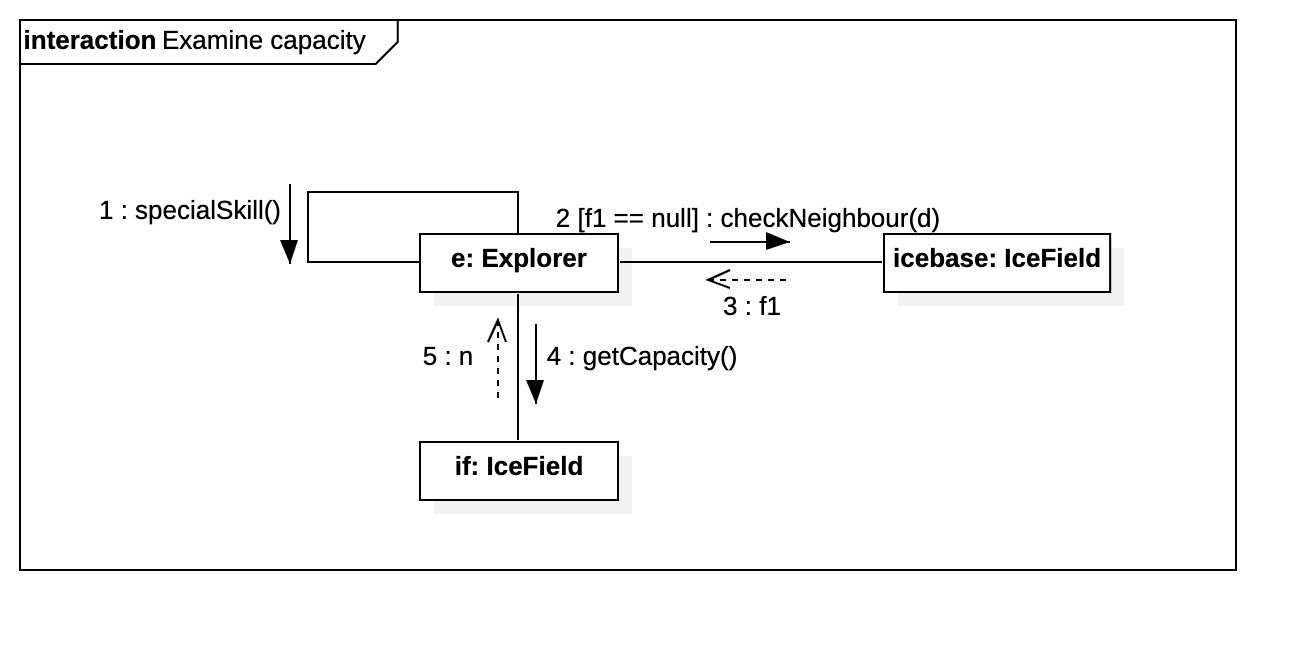 interaction Examine capacity
1 : specialSkill()
2 [f1 == null] : checkNeighbour(d)
e: Explorer
icebase: IceField
3 : f1
5 : n
4 : getCapacity()
if: IceField